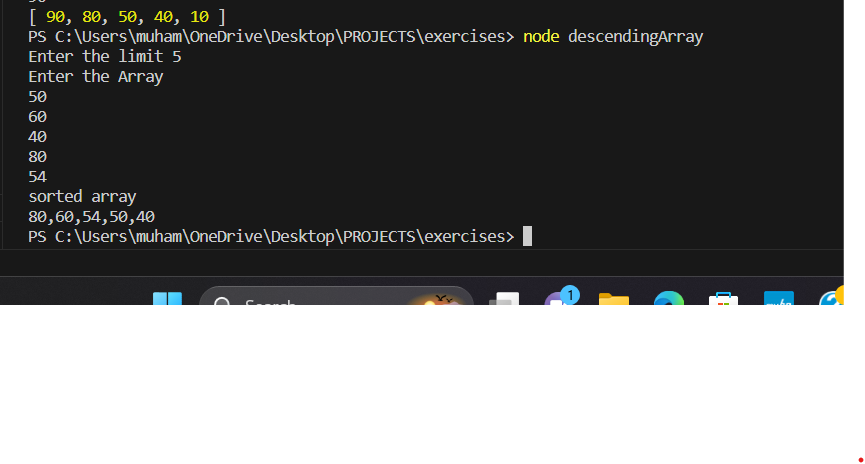 [ 90, 80, 50, 40, 10 ]
PS C:\Users\muham\OneDrive\Desktop\PROJECTS\exercises> node descendingArray
Enter the limit 5
Enter the Array
50
60
40
80
54
sorted array
80,60,54,50,40
PS C:\Users\muham\OneDrive\Desktop\PROJECTS\exercises>
Search
1